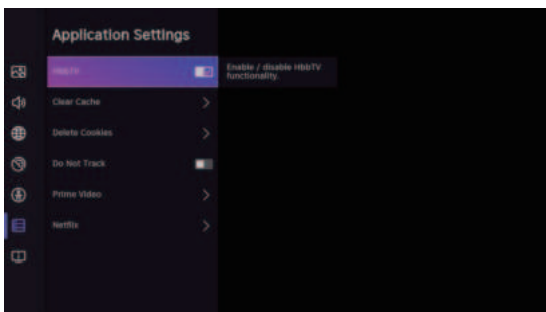 Application Settings
HbbTV
Enable / disable HbbTV
functionality.
Clear Cache
Delete Cookies
Do Not Track
Prime Video
Netflix